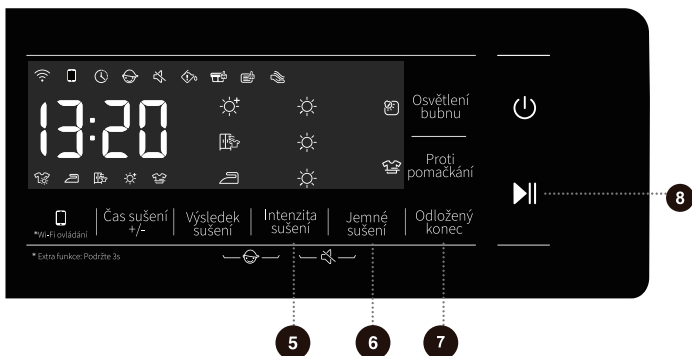 13:20
Osvětlení
bubnu
Proti
pomačkání
8
*Wi-Fi ovládání
Čas sušení
+/-
Výsledek
sušení
Intenzita
sušení
Jemné
sušení
Odložený
konec
* Extra funkce: Podržte 3s
5
6
7